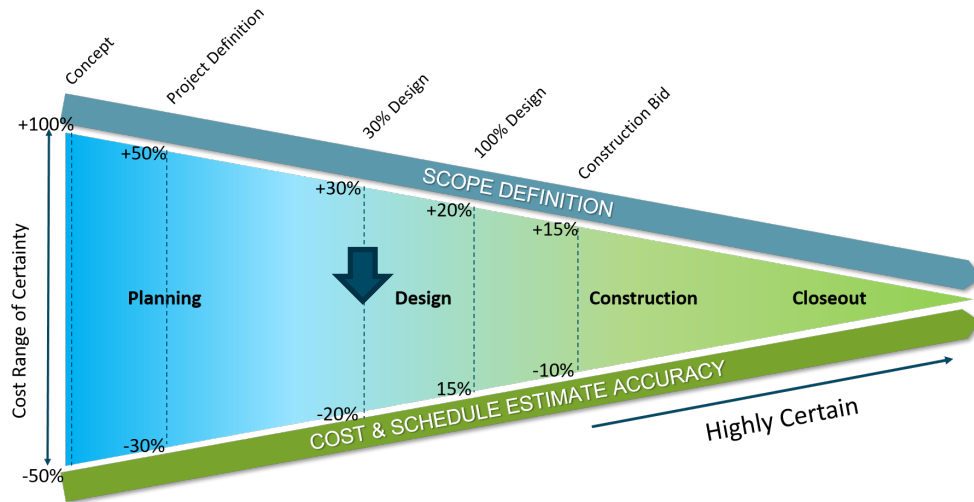 Concept
Project Definition
30% Design
100% Design
Construction Bid
+100%
+50%
+30%
+20%
+15%
SCOPE DEFINITION
Cost Range of Certainty
Planning
Design
Construction
Closeout
-10%
15%
-20%
-30%
-50%
COST & SCHEDULE ESTIMATE ACCURACY
Highly Certain